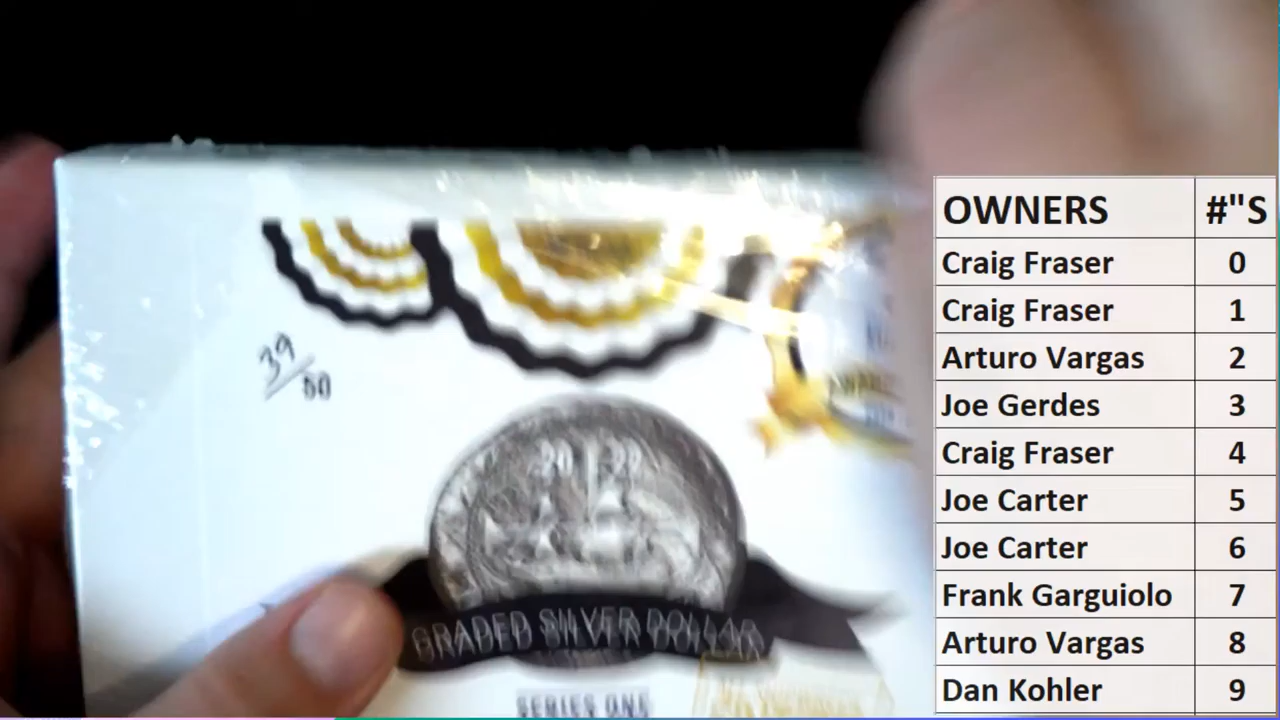 39/50
20 22
GRADED SILVER DOLLAR
SERIES ONE
OWNERS #"S
Craig Fraser 0
Craig Fraser 1
Arturo Vargas 2
Joe Gerdes 3
Craig Fraser 4
Joe Carter 5
Joe Carter 6
Frank Garguiolo 7
Arturo Vargas 8
Dan Kohler 9